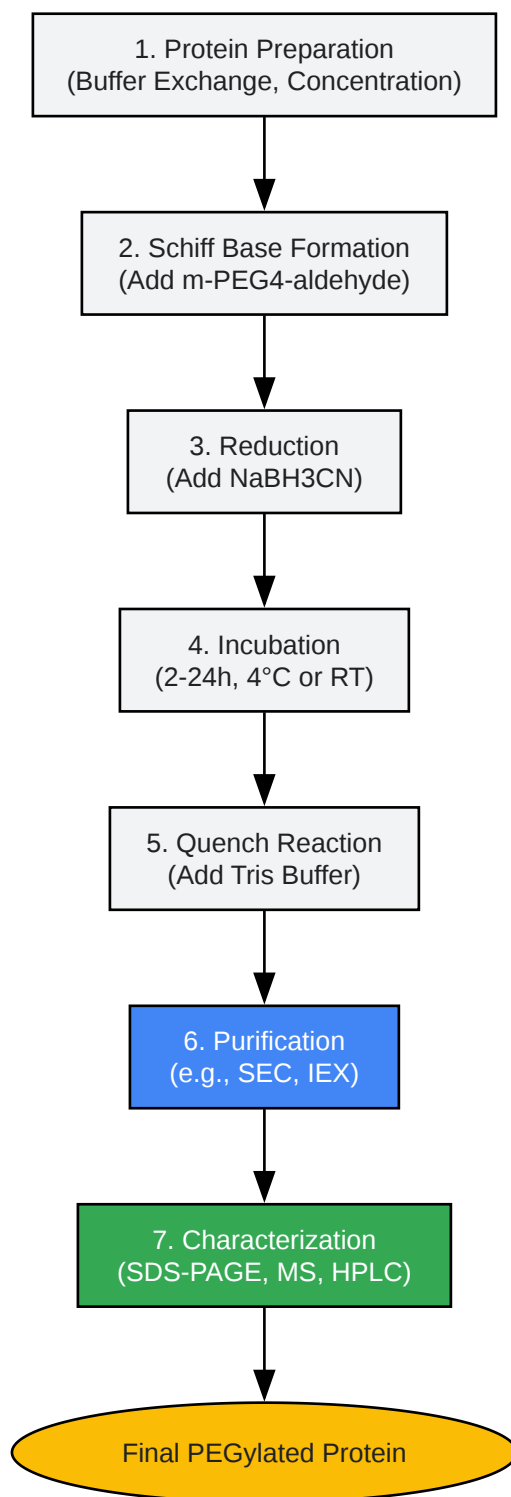 1. Protein Preparation
(Buffer Exchange, Concentration)
2. Schiff Base Formation
(Add m-PEG4-aldehyde)
3. Reduction
(Add NaBH3CN)
4. Incubation
(2-24h, 4°C or RT)
5. Quench Reaction
(Add Tris Buffer)
6. Purification
(e.g., SEC, IEX)
7. Characterization
(SDS-PAGE, MS, HPLC)
Final PEGylated Protein